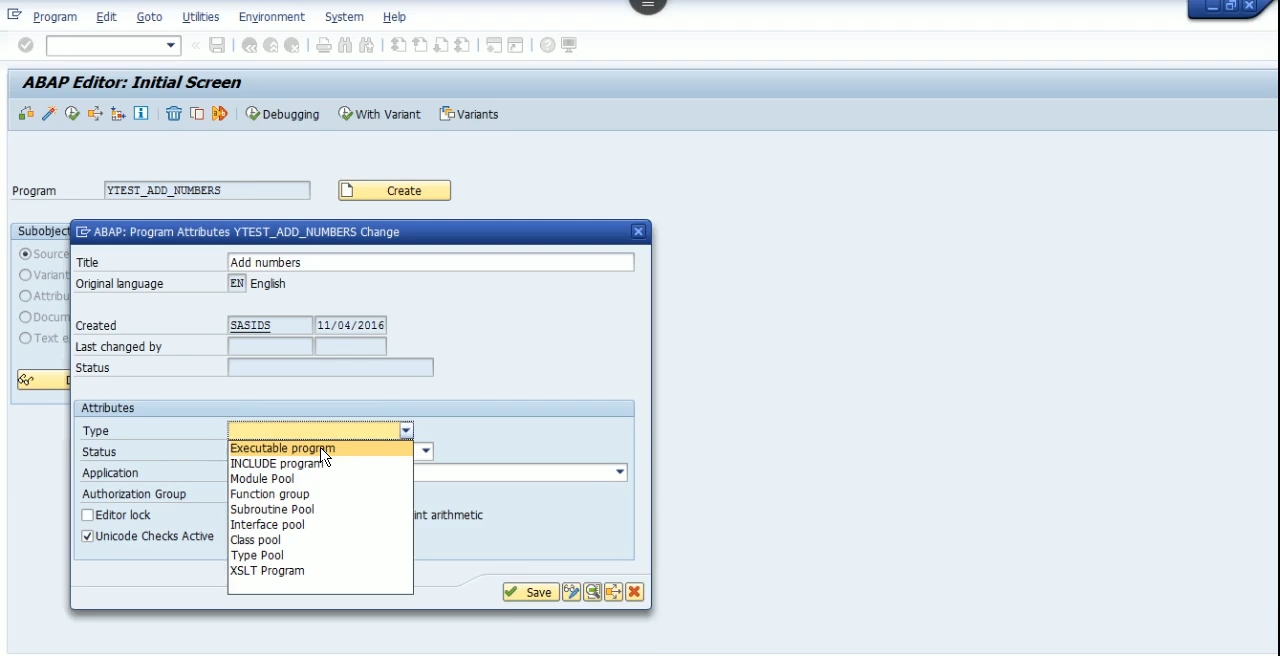 Program Edit Goto Utilities Environment System Help
ABAP Editor: Initial Screen
Debugging With Variant Variants
Program YTEST_ADD_NUMBERS Create
Subobject
ABAP: Program Attributes YTEST_ADD_NUMBERS Change
Source
Title Add numbers
Variant
Original language EN English
Attribu
Docum
Created SASIDS 11/04/2016
Text e
Last changed by
Status
D
Attributes
Type
Status
Executable program
INCLUDE program
Application
Module Pool
Authorization Group
Function group
Editor lock
Subroutine Pool
int arithmetic
Interface pool
Unicode Checks Active
Class pool
Type Pool
XSLT Program
Save